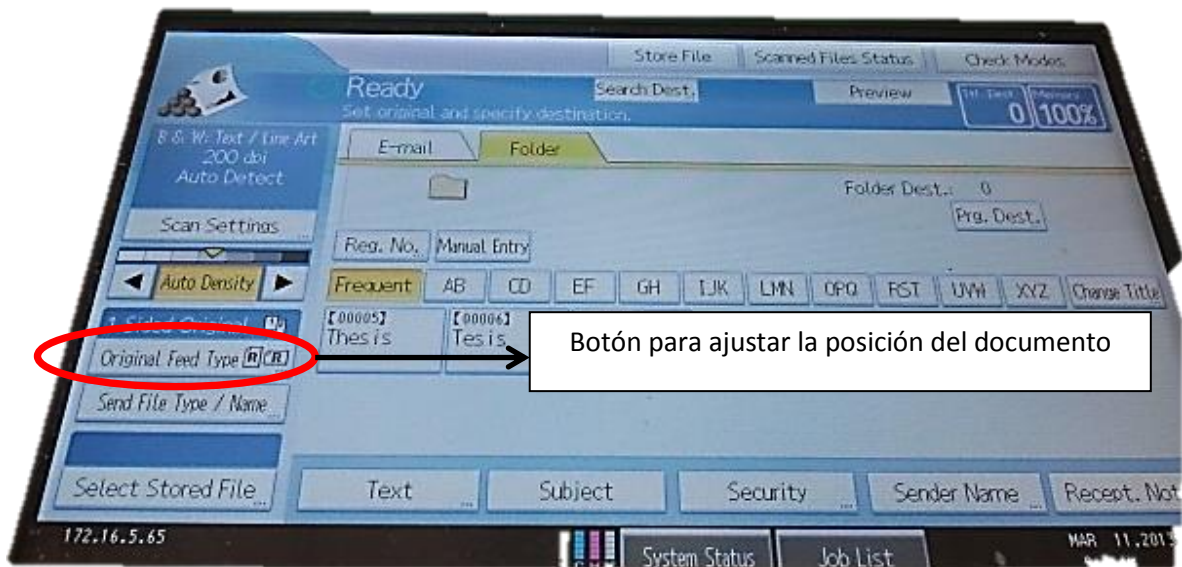 Store File
Scanned Files Status
Check Modes
Ready
Search Dest.
Preview
Set original and specify destination.
0
100%
B & W: Text / Line Art
200 dpi
Auto Detect
E-mail
Folder
Folder Dest.: 0
Prg. Dest.
Scan Settings
Reg. No.
Manual Entry
Auto Density
Frequent
AB
CD
EF
GH
IJK
LMN
OPQ
RST
UVW
XYZ
Change Title
1 Sided Original
【00005】
Thesis
【00006】
Tesis
Botón para ajustar la posición del documento
Original Feed Type
Send File Type / Name
Select Stored File
Text
Subject
Security
Sender Name
Recept. Not
172.16.5.65
System Status
Job List
MAR 11.2013